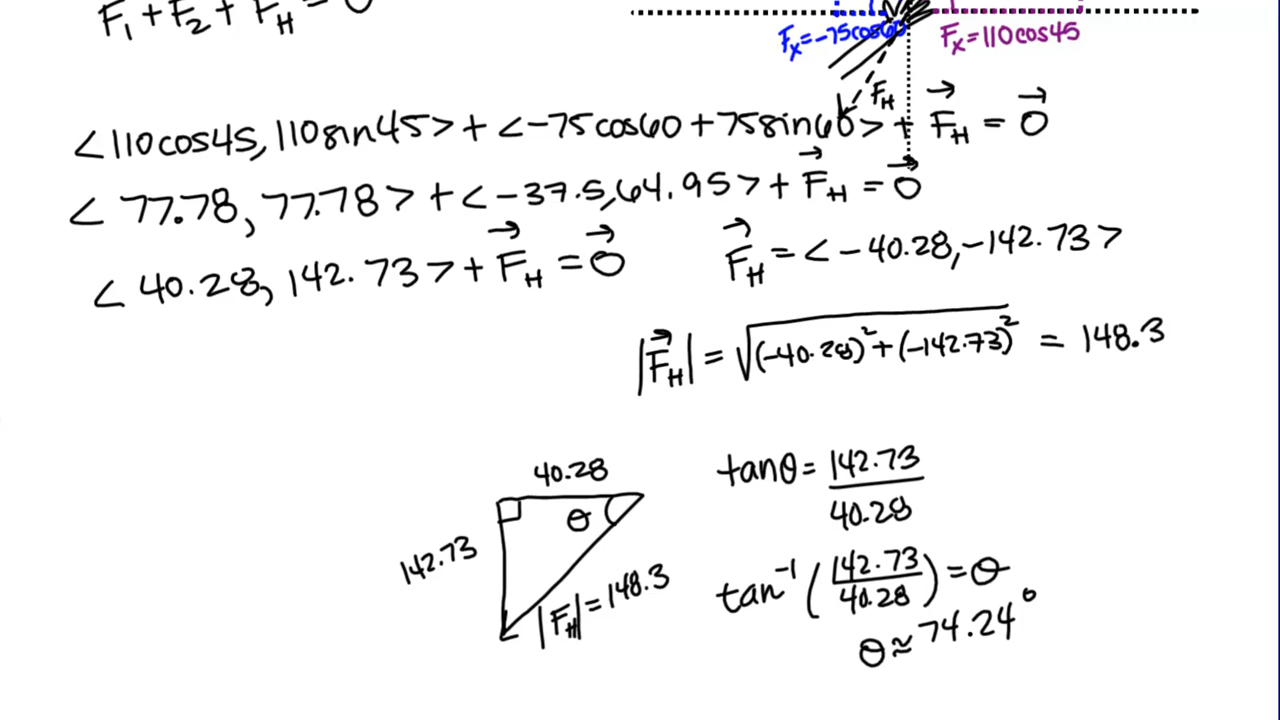 F₁ + F₂ + F_H = 0
Fₓ=-75cos60
Fₓ=110cos45
F_H
<110cos45, 110sin45> + <-75cos60 + 75sin60> + F_H = 0
< 77.78, 77.78 > + < -37.5, 64.95 > + F_H = 0
< 40.28, 142.73 > + F_H = 0
F_H = < -40.28, -142.73 >
|F_H| = √((-40.28)² + (-142.73)²) = 148.3
40.28
θ
142.73
|F_H| = 148.3
tanθ = 142.73/40.28
tan⁻¹(142.73/40.28) = θ
θ ≈ 74.24°